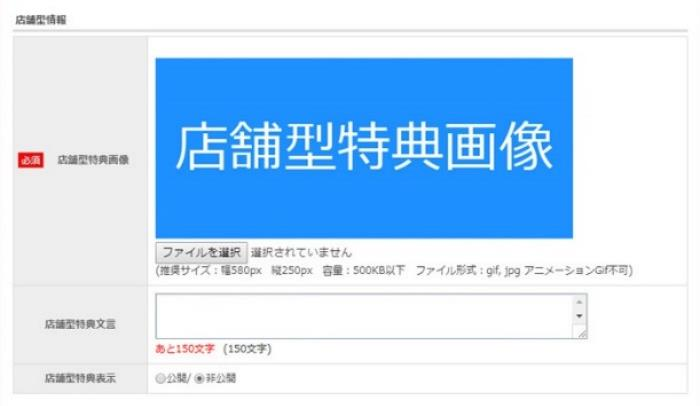 店舗型情報
必須 店舗型特典画像
店舗型特典画像
ファイルを選択 選択されていません
(推奨サイズ：幅580px 縦250px 容量：500KB以下 ファイル形式：gif, jpg アニメーションGif不可)
店舗型特典文言
あと150文字 (150文字)
店舗型特典表示 公開/ 非公開